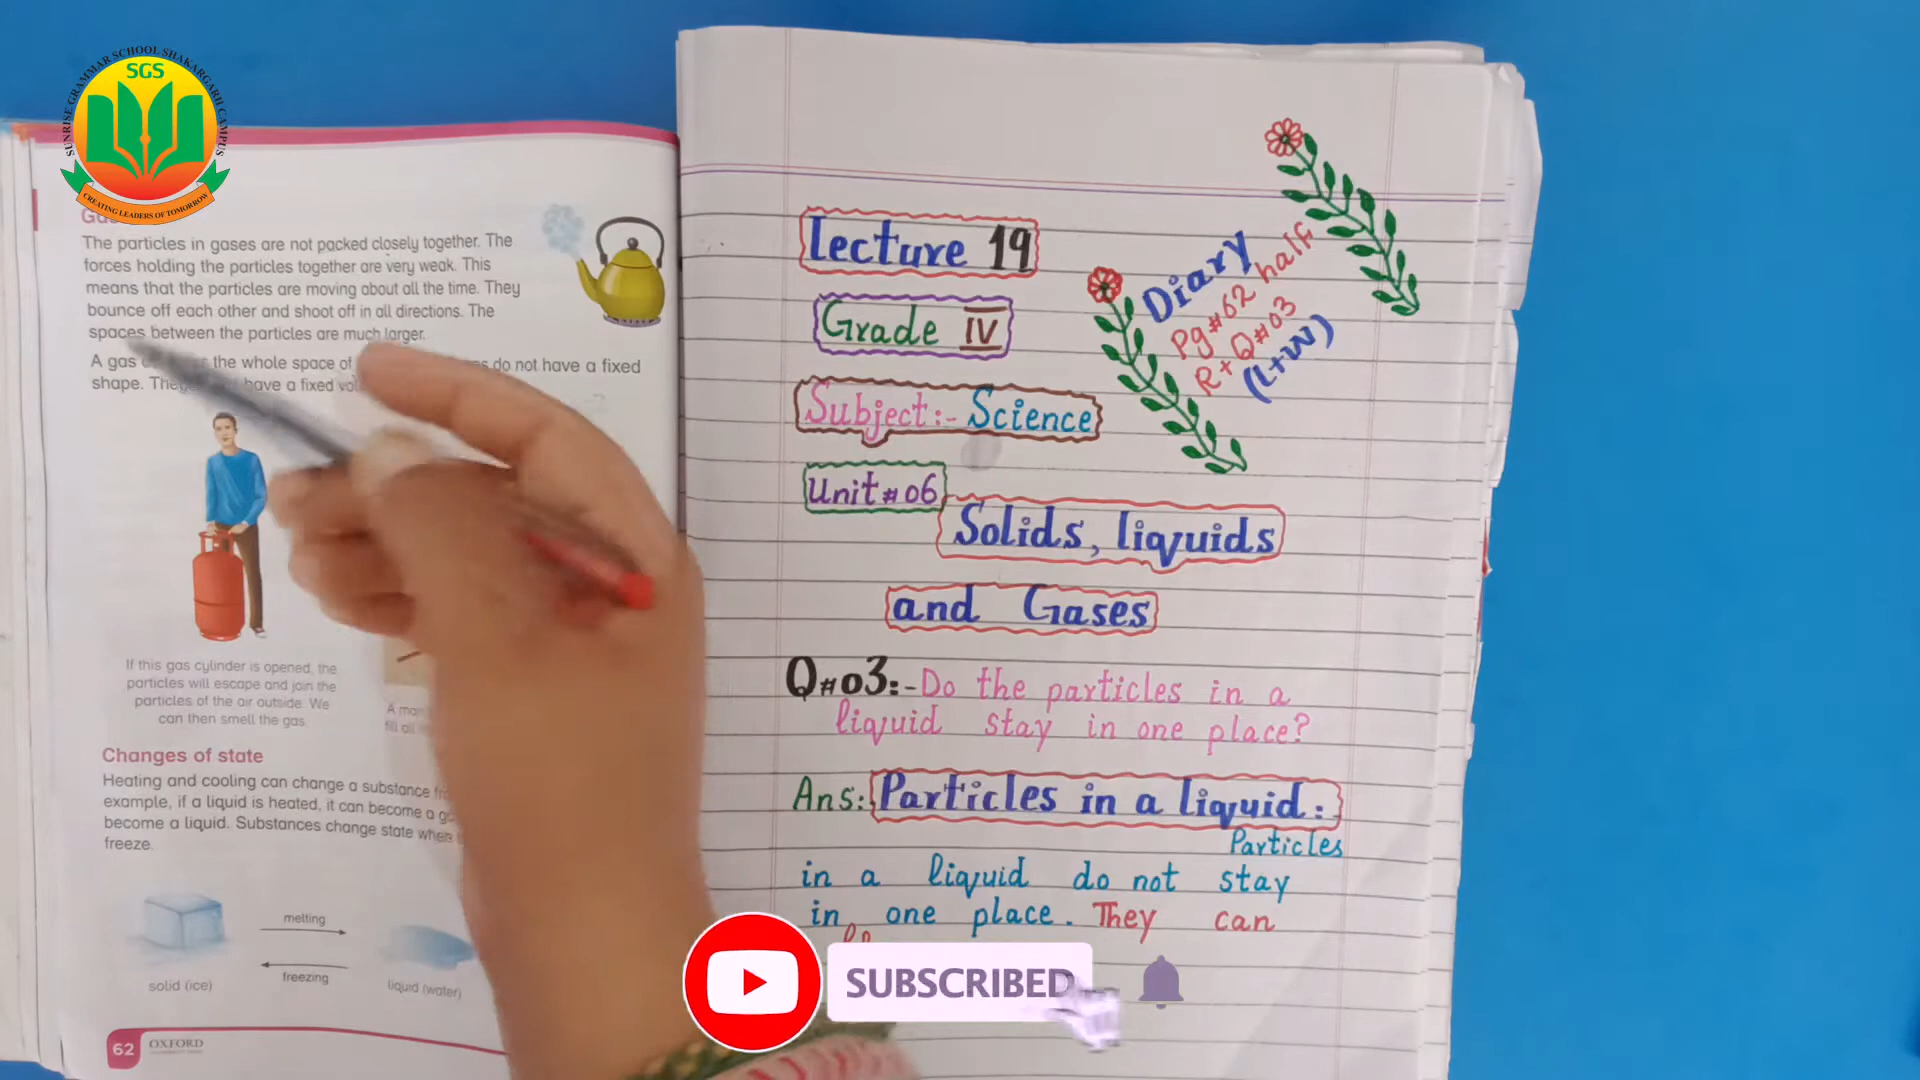 SUNRISE GRAMMAR SCHOOL SHAKARGARH CAMPUS
SGS
CREATING LEADERS OF TOMORROW
The particles in gases are not packed closely together. The
forces holding the particles together are very weak. This
means that the particles are moving about all the time. They
bounce off each other and shoot off in all directions. The
spaces between the particles are much larger.
A gas the whole space of do not have a fixed
shape. have a fixed
If this gas cylinder is opened, the
particles will escape and join the
particles of the air outside. We
can then smell the gas.
A man
fill all
Changes of state
Heating and cooling can change a substance
example, if a liquid is heated, it can become a
become a liquid. Substances change state when
freeze.
melting
freezing
solid (ice)
liquid (water)
62
OXFORD
Lecture 19
Grade IV
Subject:- Science
Unit # 06
Solids, liquids
and Gases
Diary
Pg # 62 half
R + Q # 03
(L+W)
Q#03:- Do the particles in a
liquid stay in one place?
Ans: Particles in a liquid:
Particles
in a liquid do not stay
in one place. They can
SUBSCRIBED